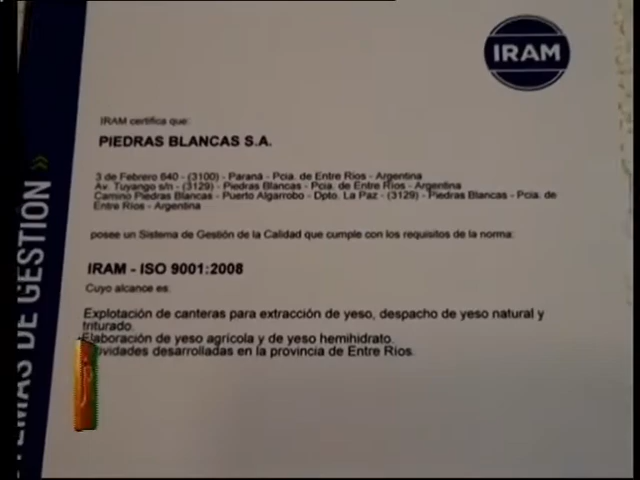 IRAM
IRAM certifica que:
PIEDRAS BLANCAS S.A.
3 de Febrero 640 - (3100) - Paraná - Pcia. de Entre Ríos - Argentina
Av. Tuyango s/n - (3129) - Piedras Blancas - Pcia. de Entre Ríos - Argentina
Camino Piedras Blancas - Puerto Algarrobo - Dpto. La Paz - (3129) - Piedras Blancas - Pcia. de
Entre Ríos - Argentina
posee un Sistema de Gestión de la Calidad que cumple con los requisitos de la norma:
IRAM - ISO 9001:2008
Cuyo alcance es:
Explotación de canteras para extracción de yeso, despacho de yeso natural y
triturado.
Elaboración de yeso agrícola y de yeso hemihidrato.
desarrolladas en la provincia de Entre Ríos.
DE GESTIÓN